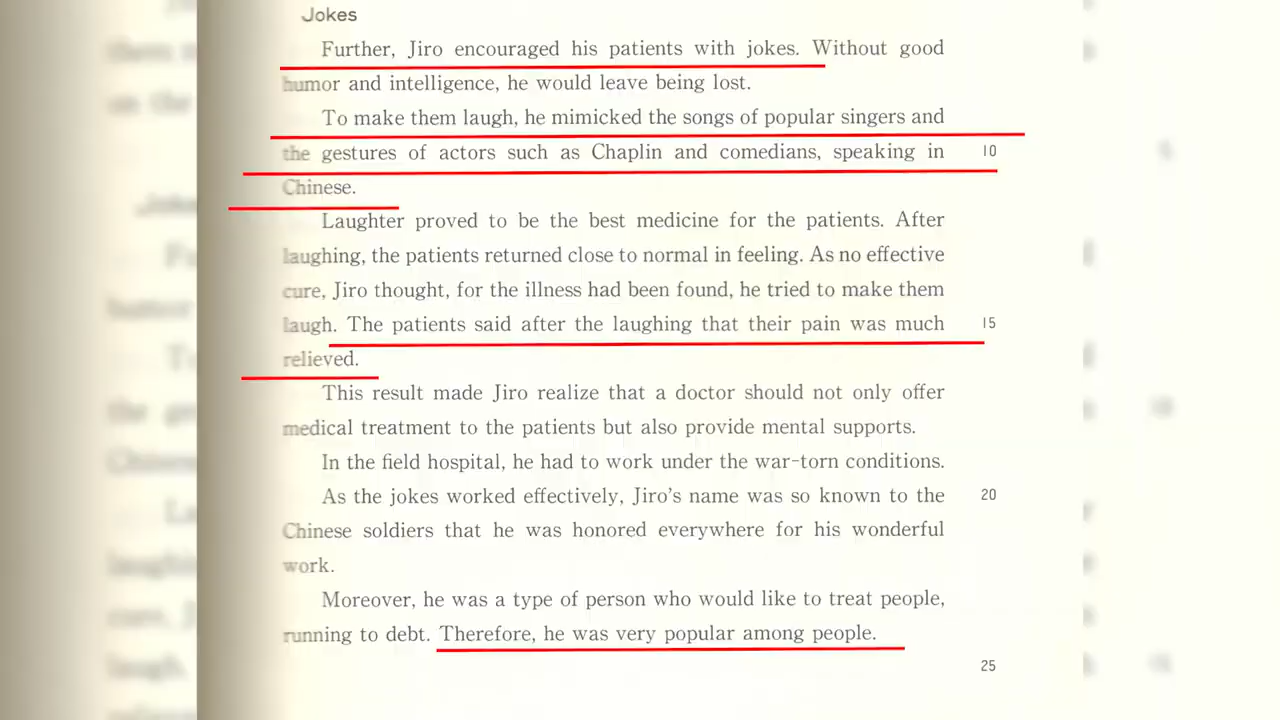 Jokes
Further, Jiro encouraged his patients with jokes. Without good
humor and intelligence, he would leave being lost.
To make them laugh, he mimicked the songs of popular singers and
the gestures of actors such as Chaplin and comedians, speaking in 10
Chinese.
Laughter proved to be the best medicine for the patients. After
laughing, the patients returned close to normal in feeling. As no effective
cure, Jiro thought, for the illness had been found, he tried to make them
laugh. The patients said after the laughing that their pain was much 15
relieved.
This result made Jiro realize that a doctor should not only offer
medical treatment to the patients but also provide mental supports.
In the field hospital, he had to work under the war-torn conditions.
As the jokes worked effectively, Jiro's name was so known to the 20
Chinese soldiers that he was honored everywhere for his wonderful
work.
Moreover, he was a type of person who would like to treat people,
running to debt. Therefore, he was very popular among people.
25